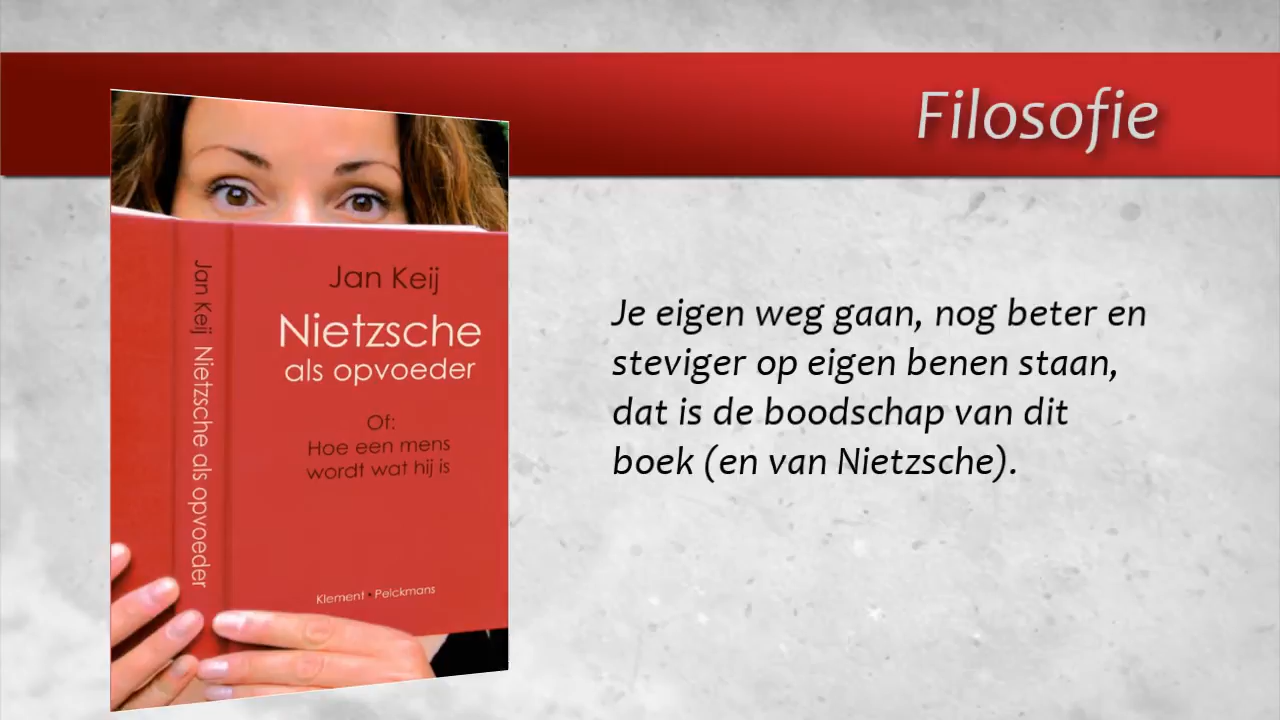 Filosofie
Jan Keij
Nietzsche
als opvoeder
Of:
Hoe een mens
wordt wat hij is
Klement • Pelckmans
Jan Keij Nietzsche als opvoeder
Je eigen weg gaan, nog beter en
steviger op eigen benen staan,
dat is de boodschap van dit
boek (en van Nietzsche).